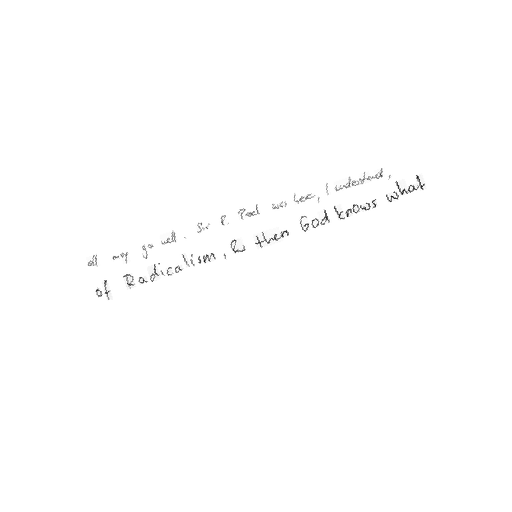 all may go well. Sir R. Peel was here, I understand,
of Radicalism, & then God knows what